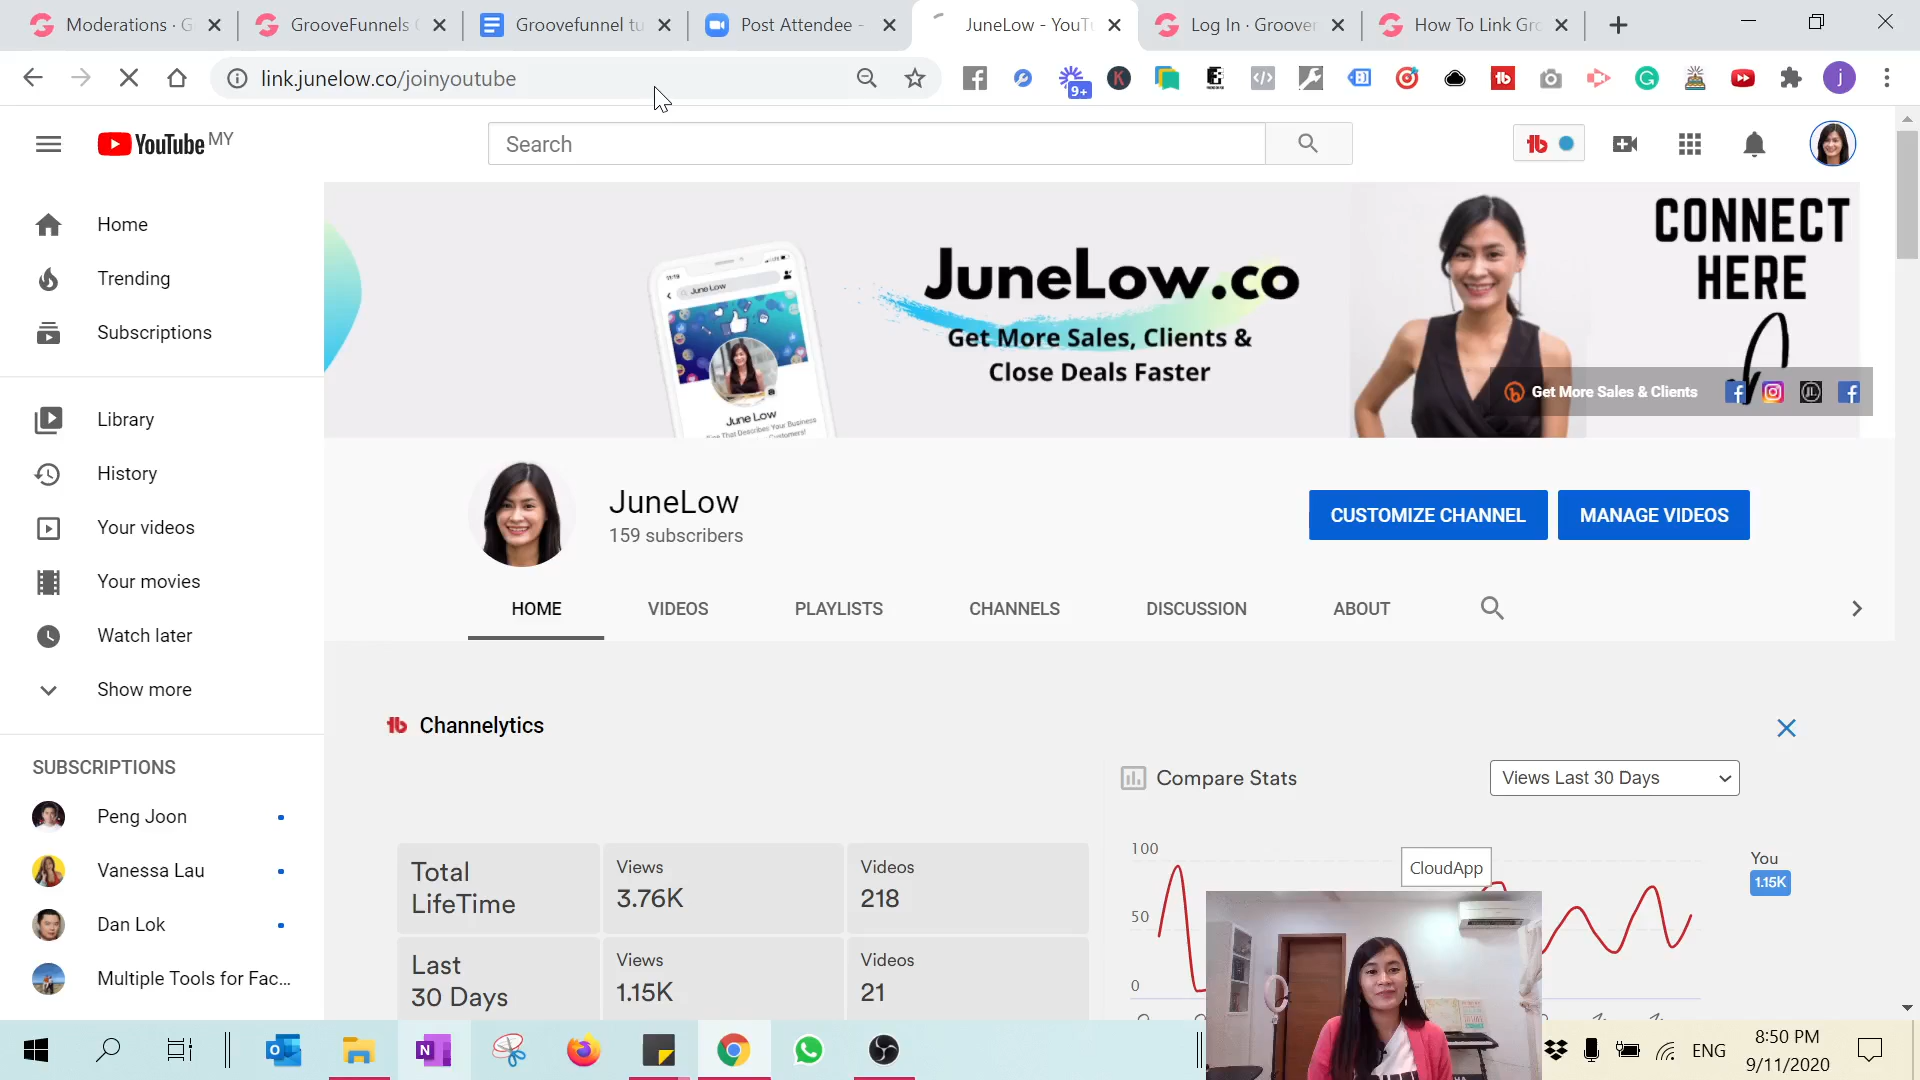 Moderations · G
GrooveFunnels
Groovefunnel tu
Post Attendee -
JuneLow - YouTu
Log In · Groove
How To Link Gro
link.junelow.co/joinyoutube
9+
YouTube MY
Search
Home
Trending
Subscriptions
Library
History
Your videos
Your movies
Watch later
Show more
SUBSCRIPTIONS
Peng Joon
Vanessa Lau
Dan Lok
Multiple Tools for Fac...
June Low
June Low
JuneLow.co
Get More Sales, Clients &
Close Deals Faster
CONNECT
HERE
Get More Sales & Clients
JuneLow
159 subscribers
CUSTOMIZE CHANNEL
MANAGE VIDEOS
HOME
VIDEOS
PLAYLISTS
CHANNELS
DISCUSSION
ABOUT
Channelytics
Compare Stats
Views Last 30 Days
Total
LifeTime
Views
3.76K
Videos
218
Last
30 Days
Views
1.15K
Videos
21
100
50
0
CloudApp
You
1.15K
ENG
8:50 PM
9/11/2020